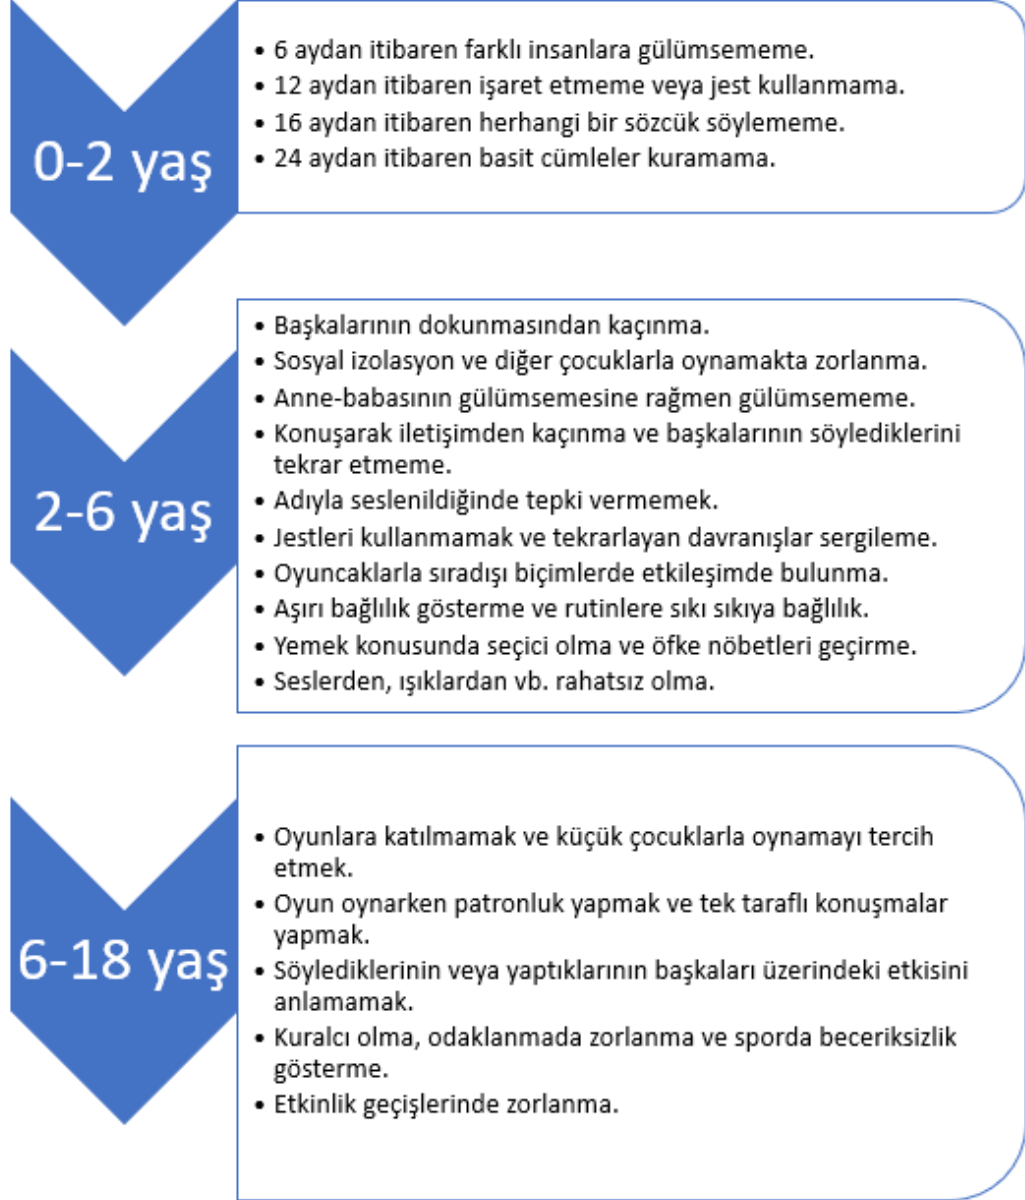 0-2 yaş
• 6 aydan itibaren farklı insanlara gülümsememe.
• 12 aydan itibaren işaret etmeme veya jest kullanmama.
• 16 aydan itibaren herhangi bir sözcük söylememe.
• 24 aydan itibaren basit cümleler kuramama.
2-6 yaş
• Başkalarının dokunmasından kaçınma.
• Sosyal izolasyon ve diğer çocuklarla oynamakta zorlanma.
• Anne-babasının gülümsemesine rağmen gülümsememe.
• Konuşarak iletişimden kaçınma ve başkalarının söylediklerini
tekrar etmeme.
• Adıyla seslenildiğinde tepki vermemek.
• Jestleri kullanmamak ve tekrarlayan davranışlar sergileme.
• Oyuncaklarla sıradışı biçimlerde etkileşimde bulunma.
• Aşırı bağlılık gösterme ve rutinlere sıkı sıkıya bağlılık.
• Yemek konusunda seçici olma ve öfke nöbetleri geçirme.
• Seslerden, ışıklardan vb. rahatsız olma.
6-18 yaş
• Oyunlara katılmamak ve küçük çocuklarla oynamayı tercih
etmek.
• Oyun oynarken patronluk yapmak ve tek taraflı konuşmalar
yapmak.
• Söylediklerinin veya yaptıklarının başkaları üzerindeki etkisini
anlamamak.
• Kuralcı olma, odaklanmada zorlanma ve sporda beceriksizlik
gösterme.
• Etkinlik geçişlerinde zorlanma.